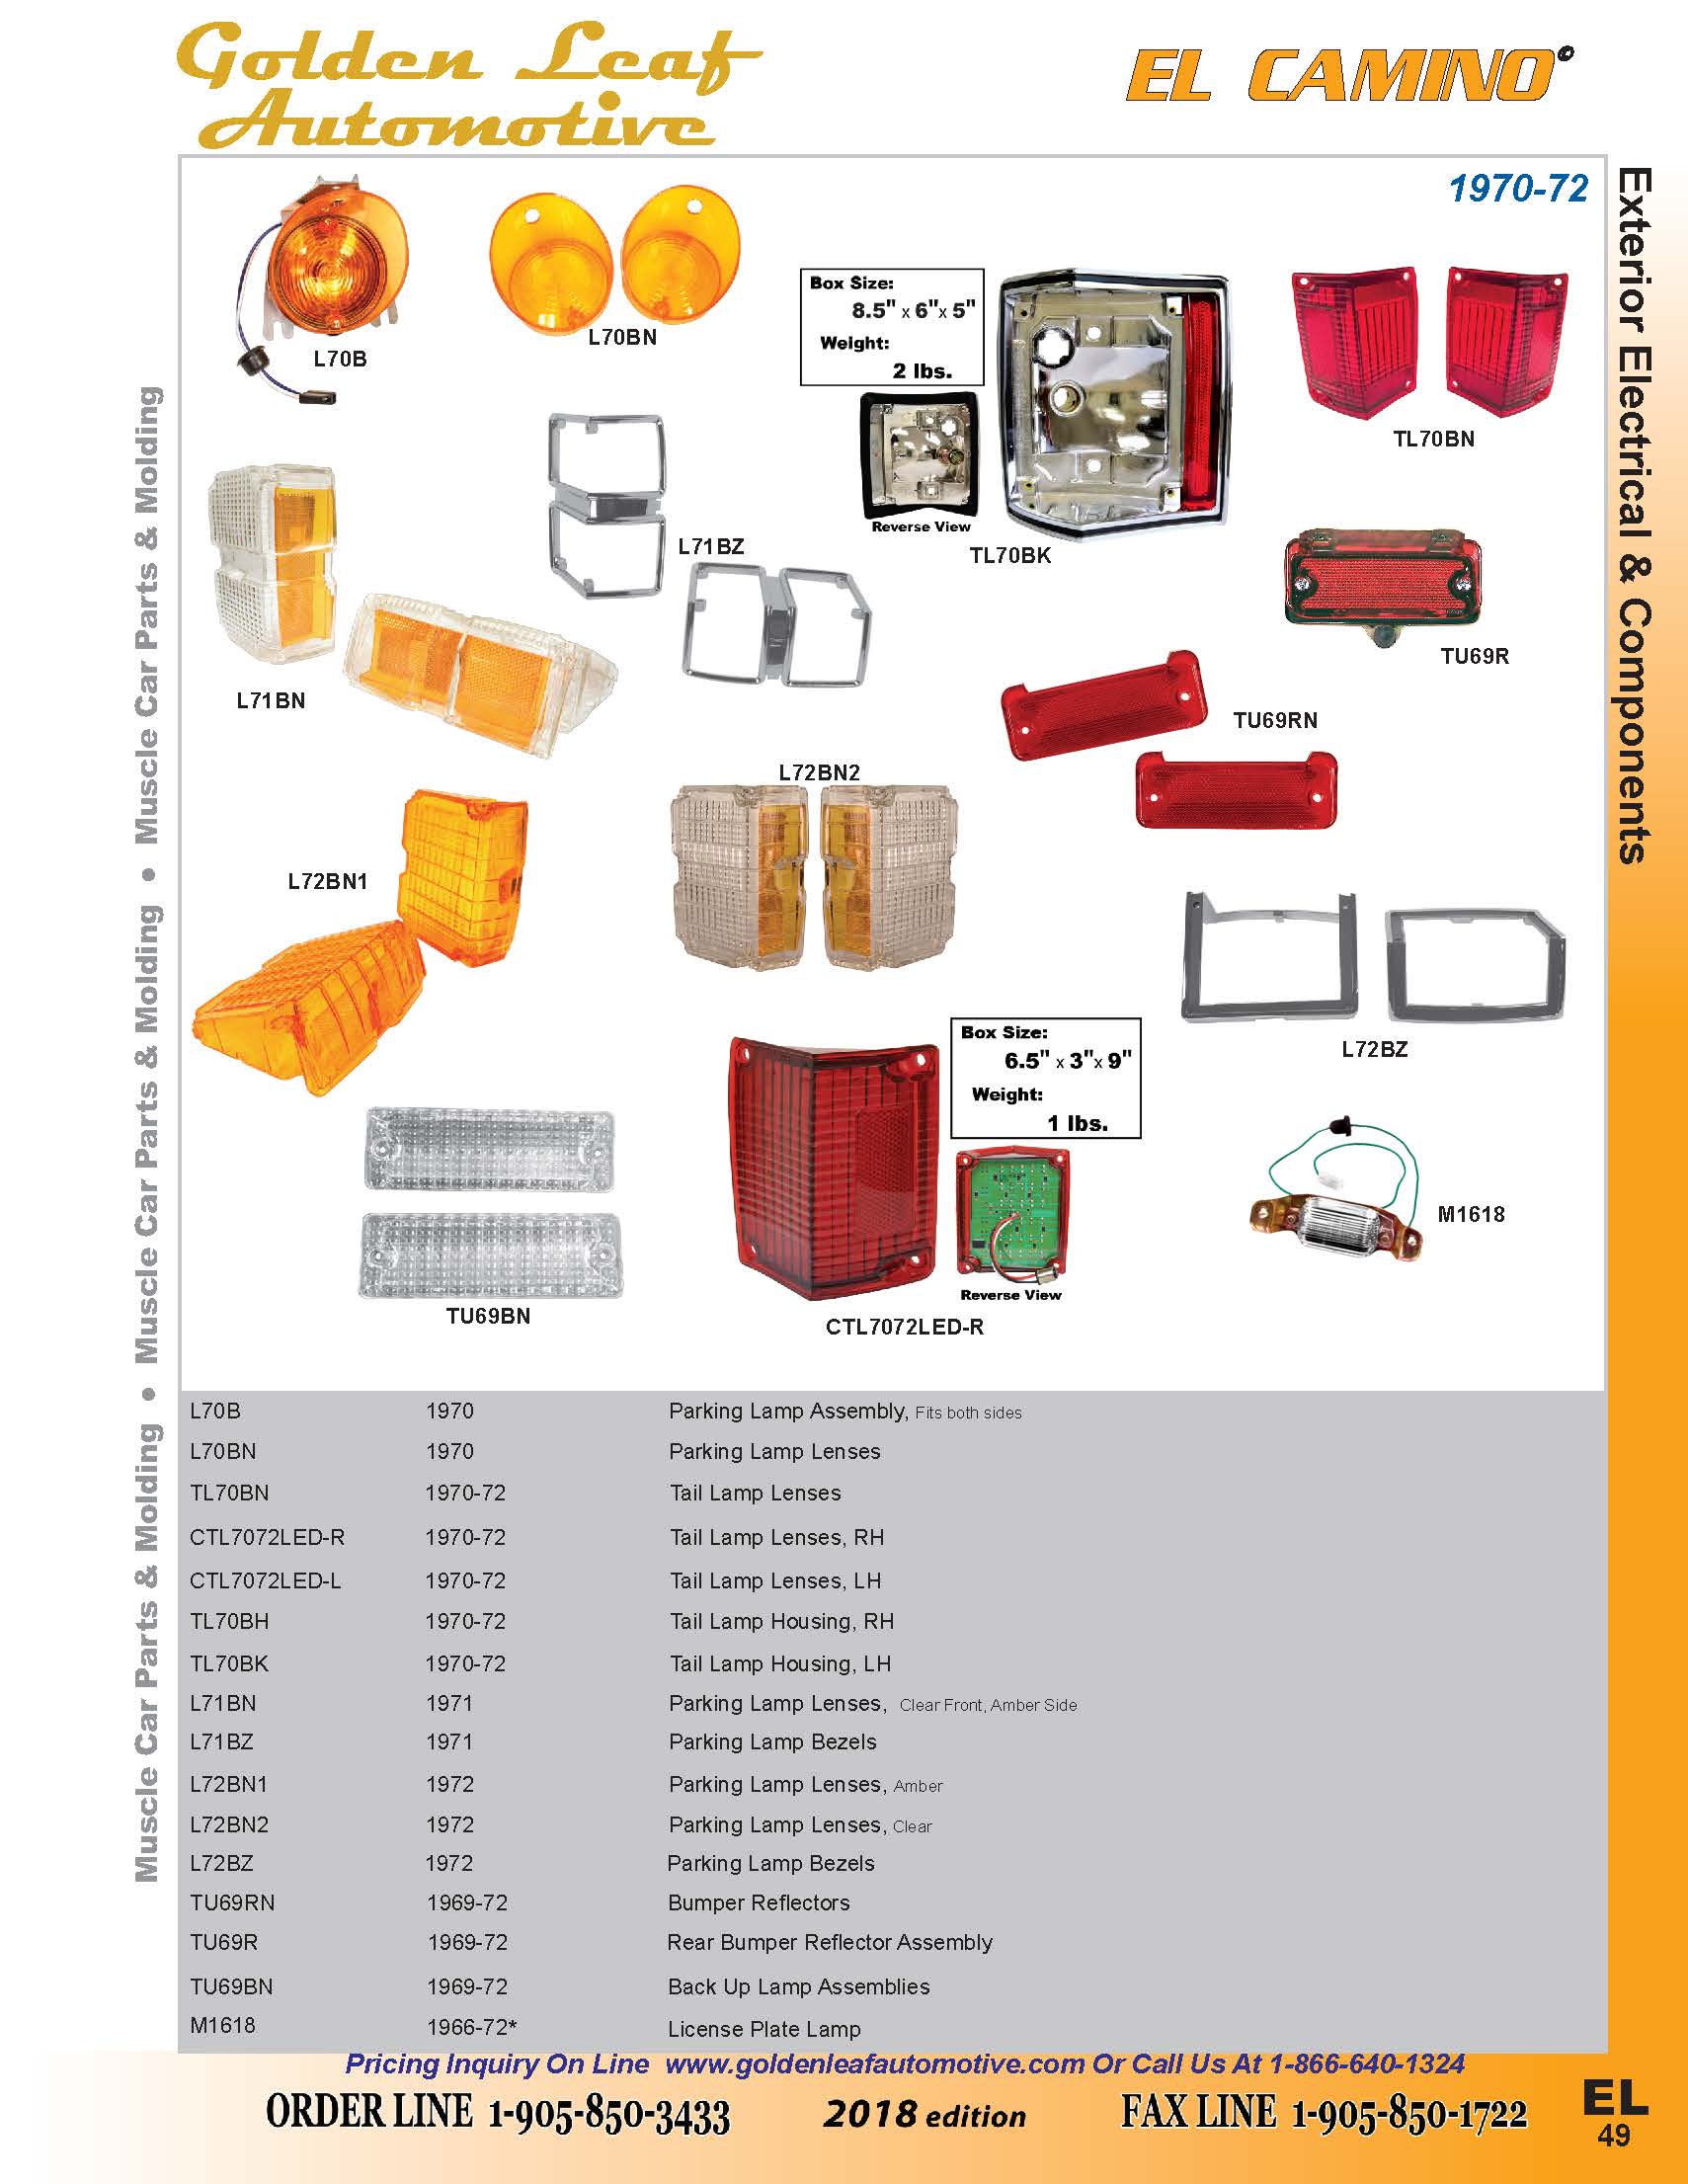 Golden Leaf
Automotive
EL CAMINO
1970-72
Exterior Electrical & Components
Muscle Car Parts & Molding • Muscle Car Parts & Molding • Muscle Car Parts & Molding
L70B
L70BN
Box Size:
8.5" x 6"x 5"
Weight:
2 lbs.
Reverse View
TL70BK
TL70BN
L71BZ
TU69R
L71BN
TU69RN
L72BN2
L72BN1
L72BZ
Box Size:
6.5" x 3"x 9"
Weight:
1 lbs.
Reverse View
M1618
TU69BN
CTL7072LED-R
L70B 1970 Parking Lamp Assembly, Fits both sides
L70BN 1970 Parking Lamp Lenses
TL70BN 1970-72 Tail Lamp Lenses
CTL7072LED-R 1970-72 Tail Lamp Lenses, RH
CTL7072LED-L 1970-72 Tail Lamp Lenses, LH
TL70BH 1970-72 Tail Lamp Housing, RH
TL70BK 1970-72 Tail Lamp Housing, LH
L71BN 1971 Parking Lamp Lenses, Clear Front, Amber Side
L71BZ 1971 Parking Lamp Bezels
L72BN1 1972 Parking Lamp Lenses, Amber
L72BN2 1972 Parking Lamp Lenses, Clear
L72BZ 1972 Parking Lamp Bezels
TU69RN 1969-72 Bumper Reflectors
TU69R 1969-72 Rear Bumper Reflector Assembly
TU69BN 1969-72 Back Up Lamp Assemblies
M1618 1966-72* License Plate Lamp
Pricing Inquiry On Line www.goldenleafautomotive.com Or Call Us At 1-866-640-1324
ORDER LINE 1-905-850-3433 2018 edition FAX LINE 1-905-850-1722
EL
49